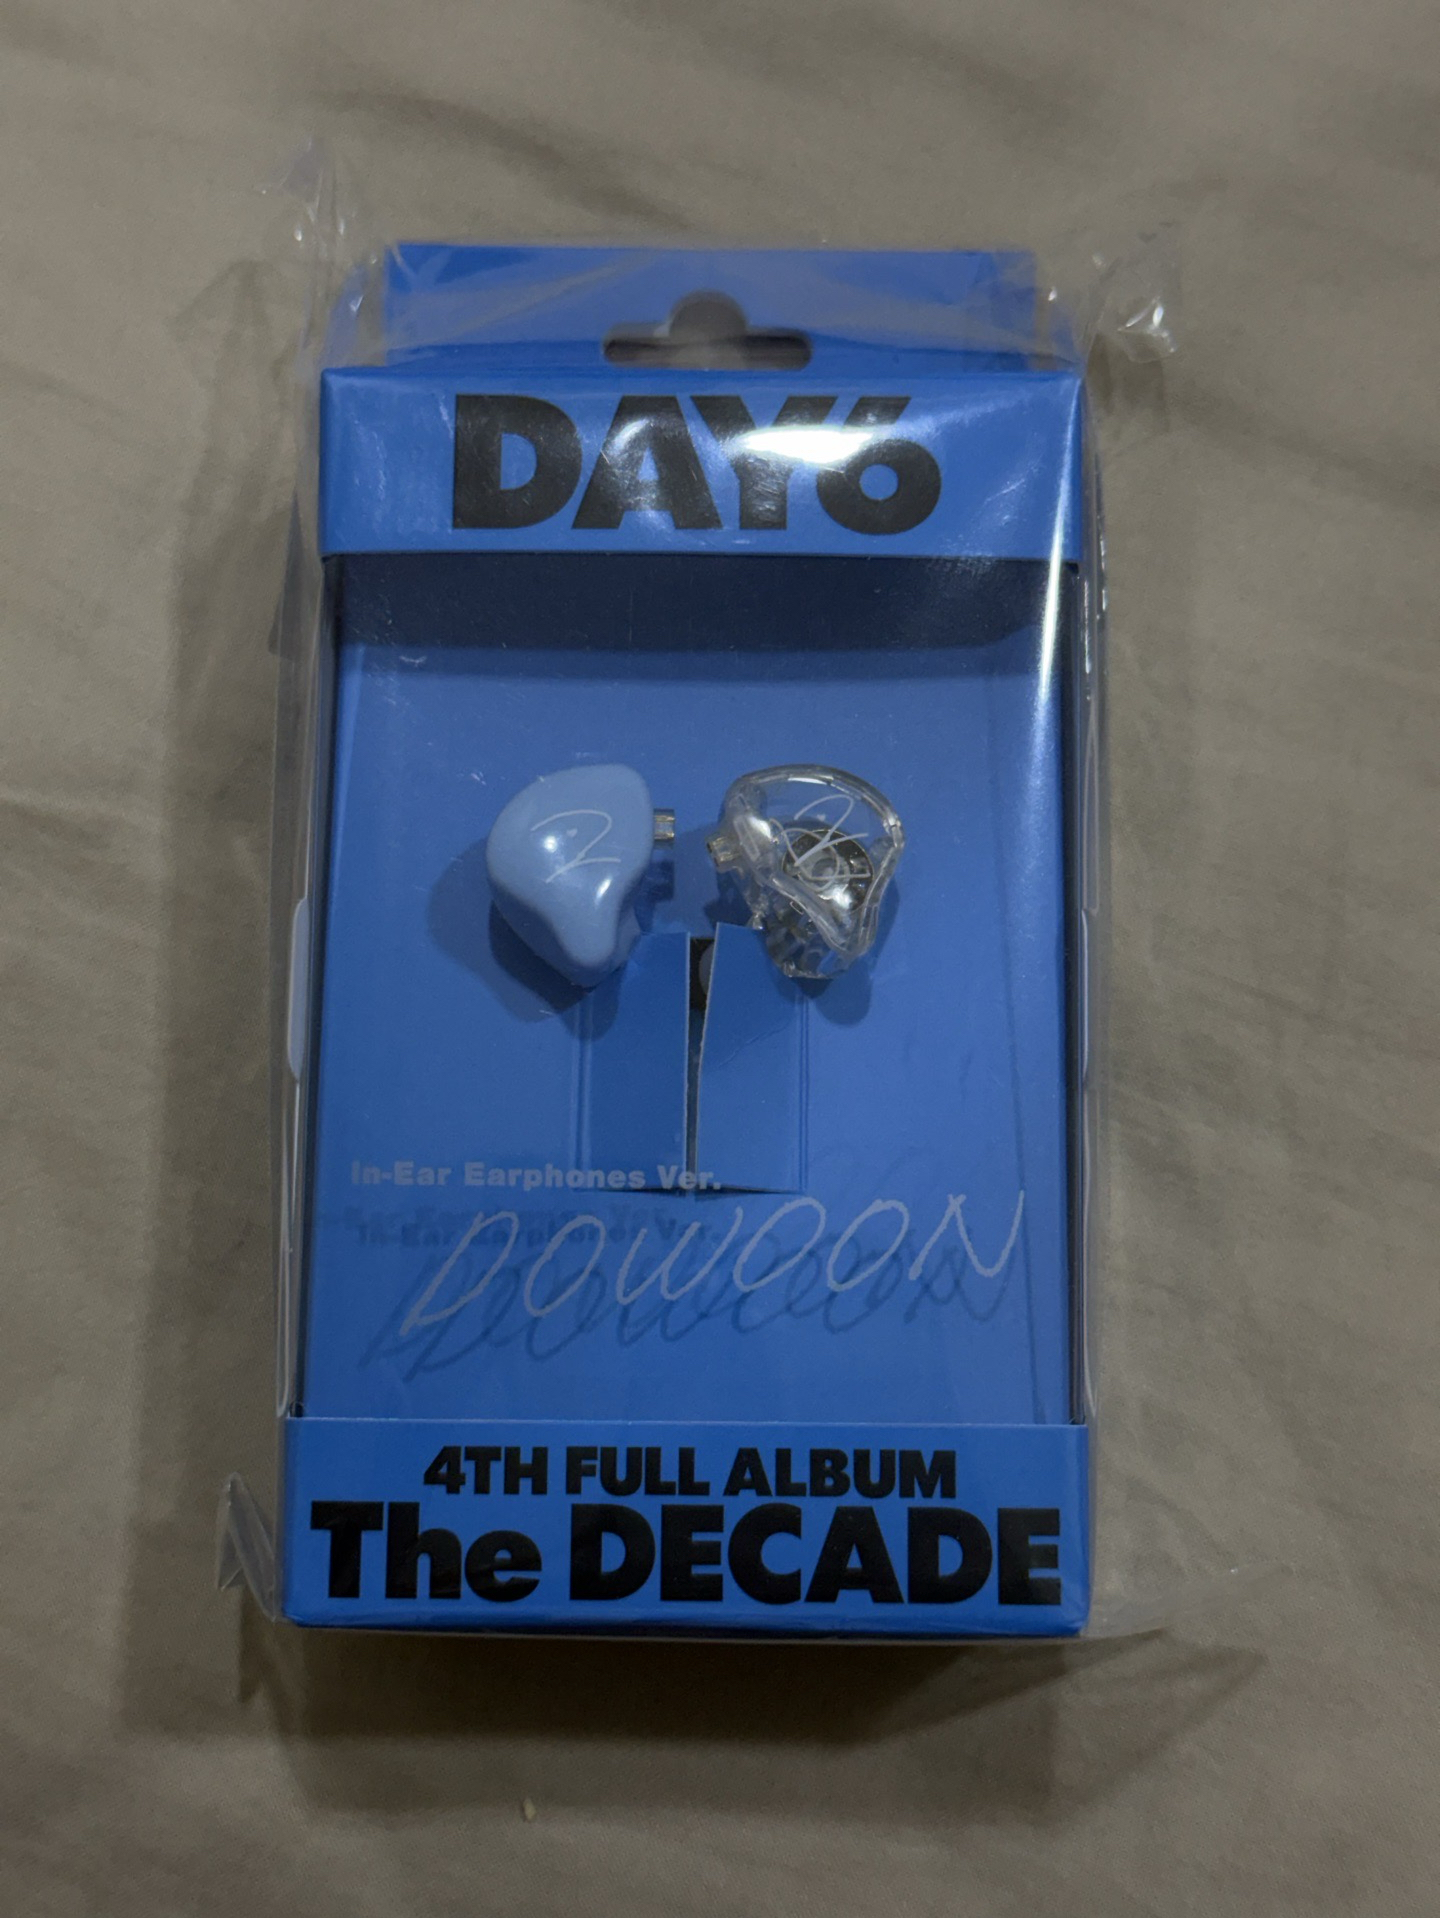 DAY6
In-Ear Earphones Ver.
DOWOON
4TH FULL ALBUM
The DECADE